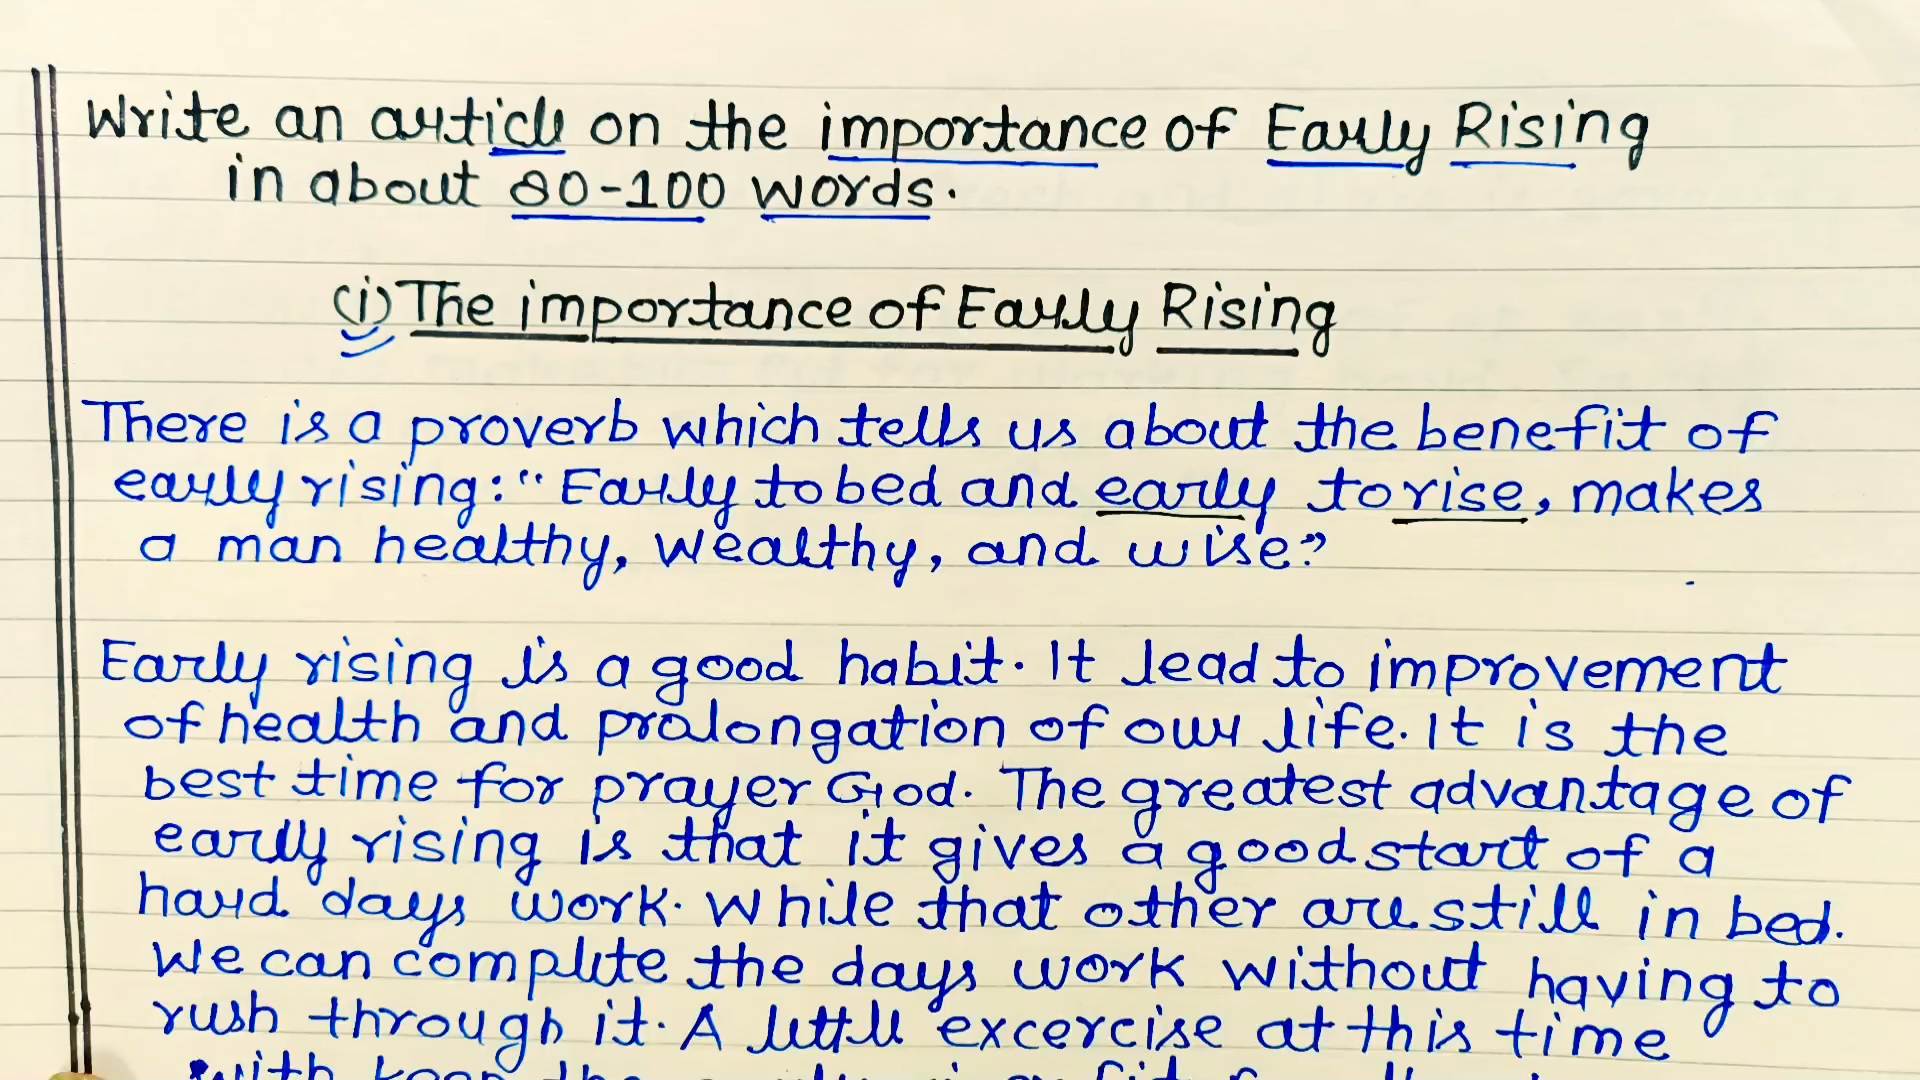 Write an article on the importance of Early Rising
in about 80-100 words.
(i) The importance of Early Rising
There is a proverb which tells us about the benefit of
early rising: "Early to bed and early to rise, makes
a man healthy, wealthy, and wise."
Early rising is a good habit. It lead to improvement
of health and prolongation of our life. It is the
best time for prayer God. The greatest advantage of
early rising is that it gives a good start of a
hard days work. While that other are still in bed.
We can complete the days work without having to
rush through it. A little excercise at this time
with keep the